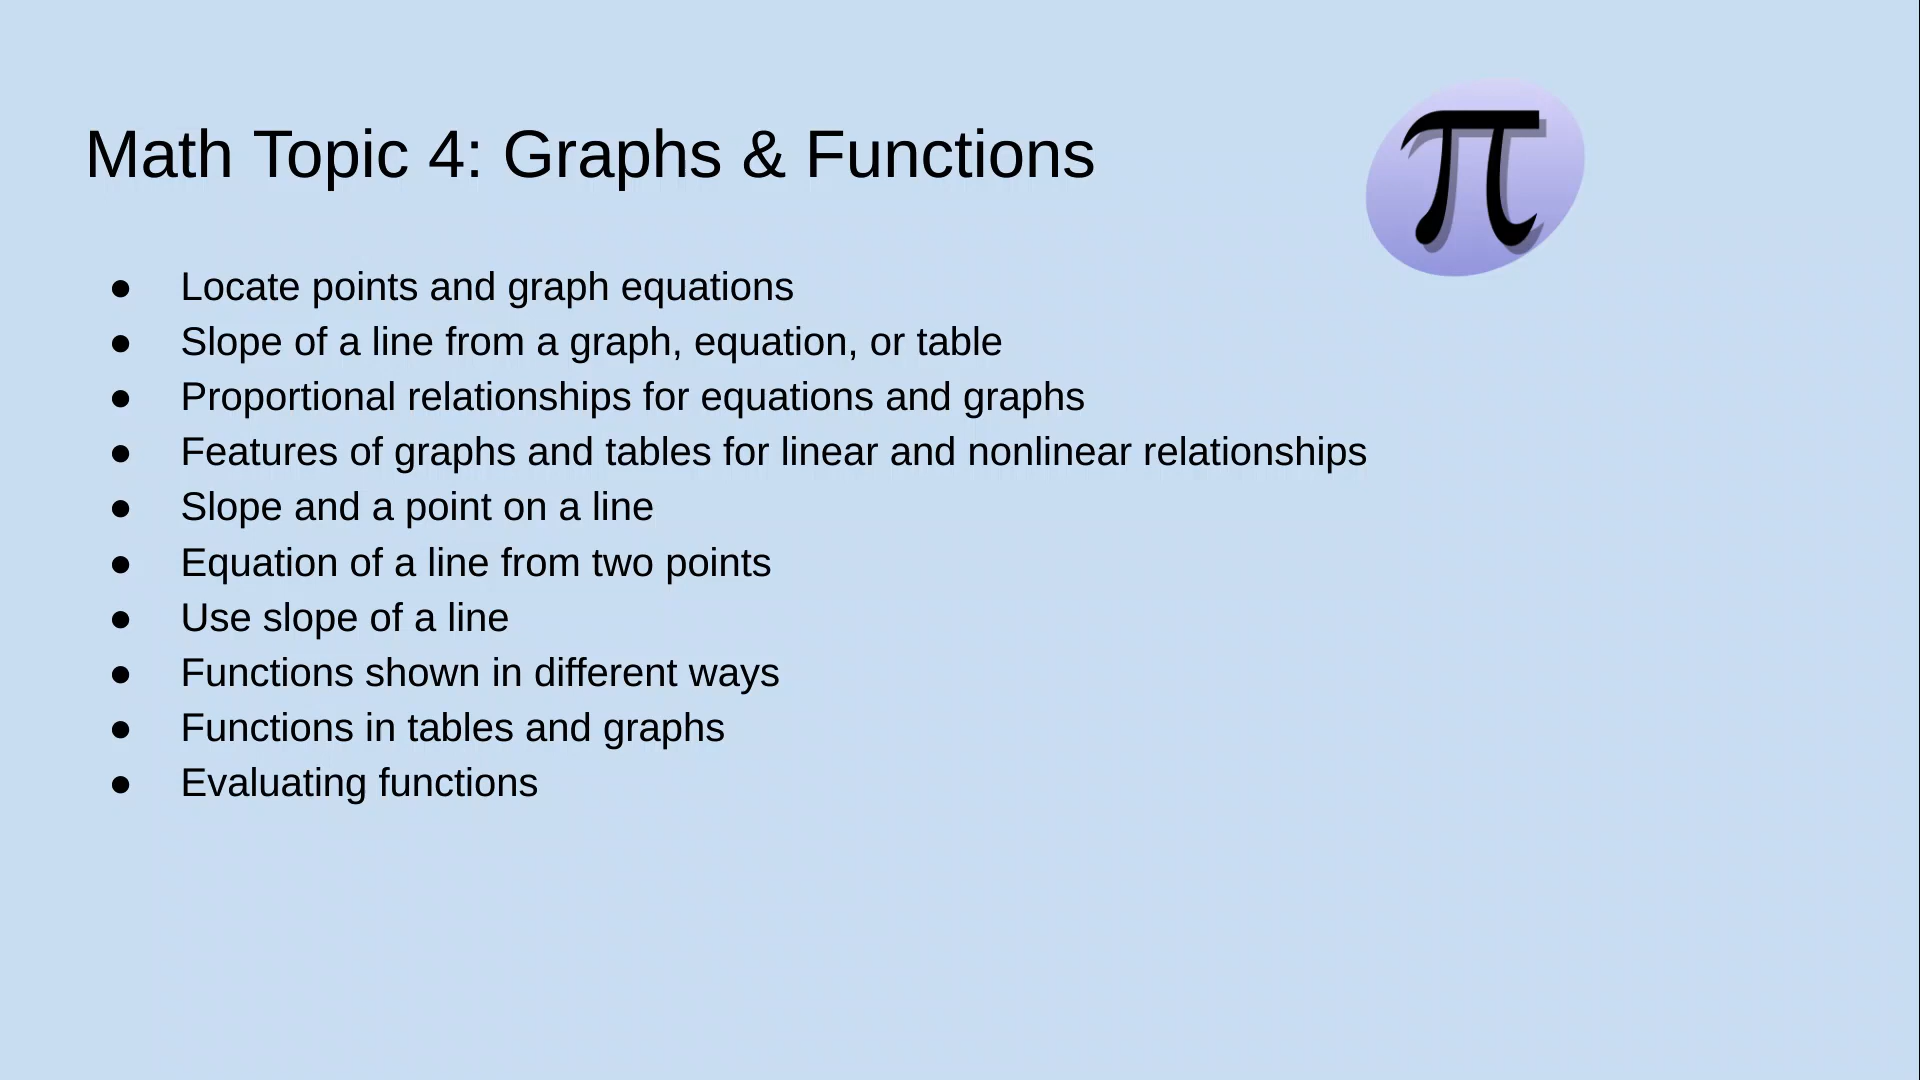 Math Topic 4: Graphs & Functions
π
● Locate points and graph equations
● Slope of a line from a graph, equation, or table
● Proportional relationships for equations and graphs
● Features of graphs and tables for linear and nonlinear relationships
● Slope and a point on a line
● Equation of a line from two points
● Use slope of a line
● Functions shown in different ways
● Functions in tables and graphs
● Evaluating functions